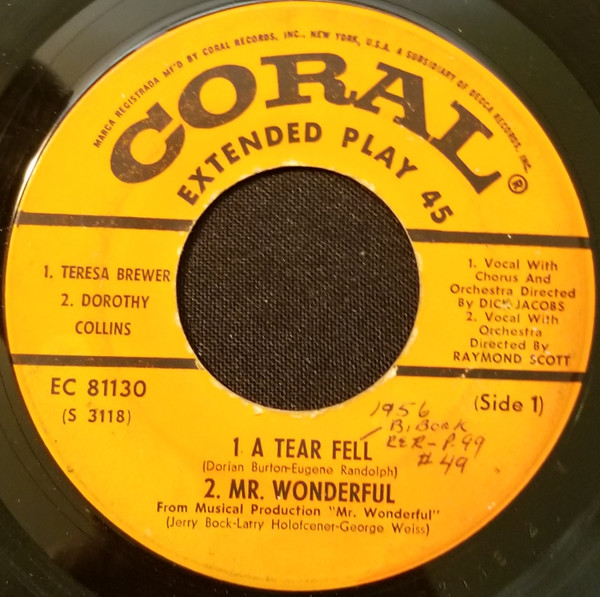 MARCA REGISTRADA MF'D BY CORAL RECORDS, INC., NEW YORK, U.S.A. A SUBSIDIARY OF DECCA RECORDS, INC.
CORAL®
EXTENDED PLAY 45
1. TERESA BREWER
2. DOROTHY
COLLINS
1. Vocal With
Chorus And
Orchestra Directed
By DICK JACOBS
2. Vocal With
Orchestra
Directed By
RAYMOND SCOTT
EC 81130
(S 3118)
(Side 1)
1956
B, Bork
R&R-P.99
#49
1 A TEAR FELL
(Dorian Burton-Eugene Randolph)
2. MR. WONDERFUL
From Musical Production "Mr. Wonderful"
(Jerry Bock-Larry Holofcener-George Weiss)